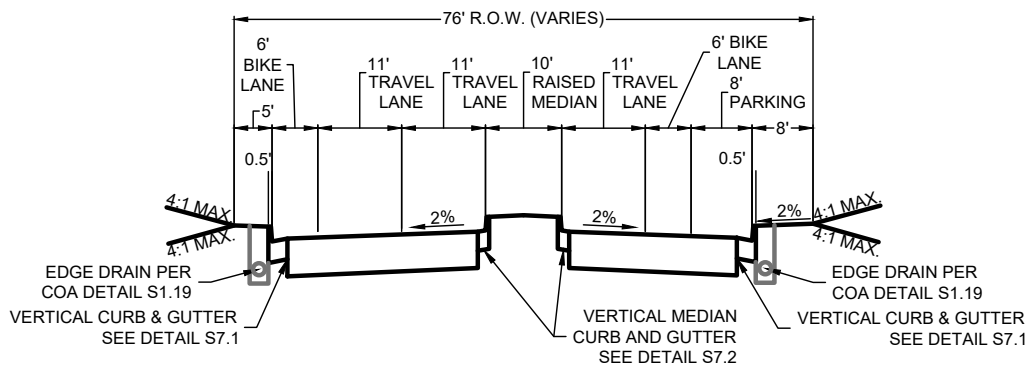 76' R.O.W. (VARIES)
6'
BIKE
LANE
11'
TRAVEL
LANE
11'
TRAVEL
LANE
10'
RAISED
MEDIAN
11'
TRAVEL
LANE
6' BIKE
LANE
8'
PARKING
5'
8'
0.5'
0.5'
4:1 MAX.
4:1 MAX.
2%
2%
2%
4:1 MAX.
4:1 MAX.
EDGE DRAIN PER
COA DETAIL S1.19
VERTICAL CURB & GUTTER
SEE DETAIL S7.1
VERTICAL MEDIAN
CURB AND GUTTER
SEE DETAIL S7.2
EDGE DRAIN PER
COA DETAIL S1.19
VERTICAL CURB & GUTTER
SEE DETAIL S7.1